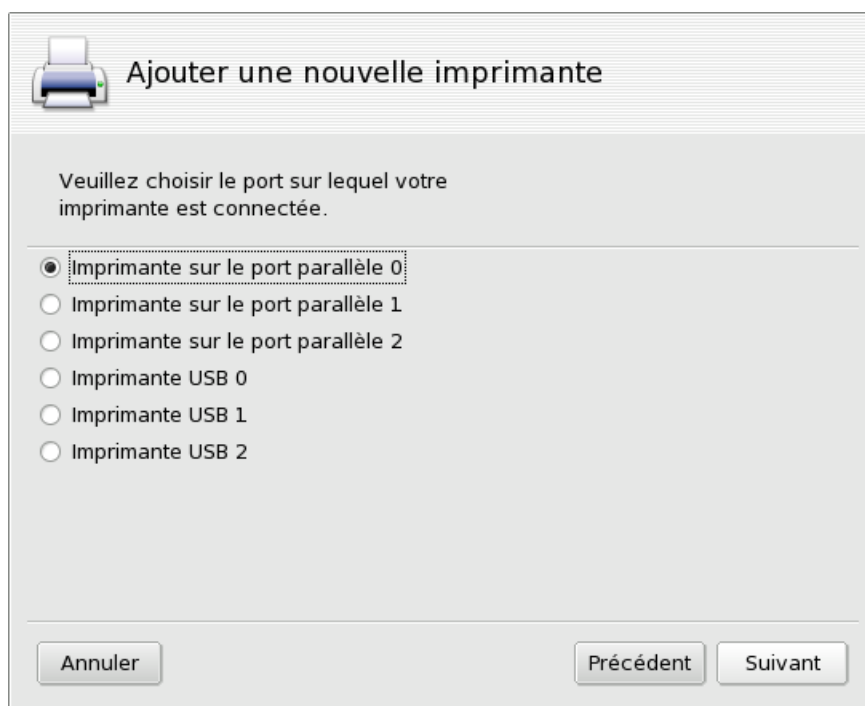 Ajouter une nouvelle imprimante
Veuillez choisir le port sur lequel votre
imprimante est connectée.
Imprimante sur le port parallèle 0
Imprimante sur le port parallèle 1
Imprimante sur le port parallèle 2
Imprimante USB 0
Imprimante USB 1
Imprimante USB 2
Annuler
Précédent
Suivant